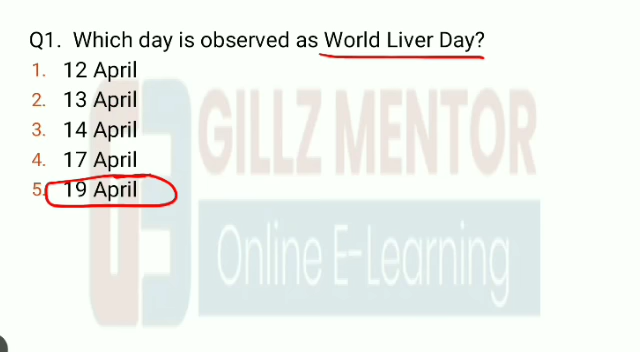 Q1. Which day is observed as World Liver Day?
1. 12 April
2. 13 April
3. 14 April
4. 17 April
5. 19 April
GILLZ MENTOR
Online E-Learning